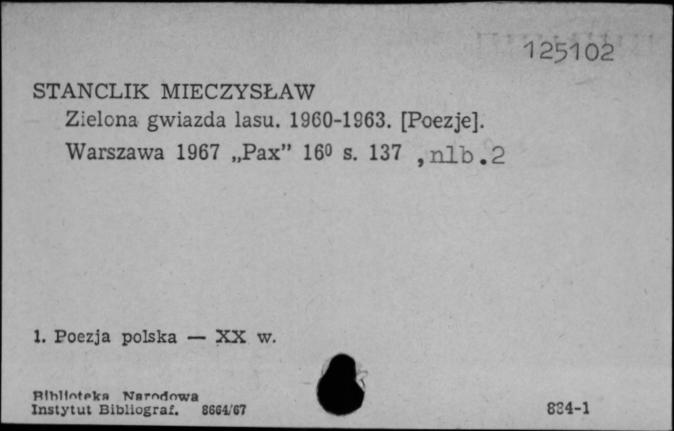 125102
STANCLIK MIECZYSŁAW
Zielona gwiazda lasu. 1960-1963. [Poezje].
Warszawa 1967 „Pax” 16⁰ s. 137 , nlb.2
1. Poezja polska — XX w.
Biblioteka Narodowa
Instytut Bibliograf. 8664/67
884-1